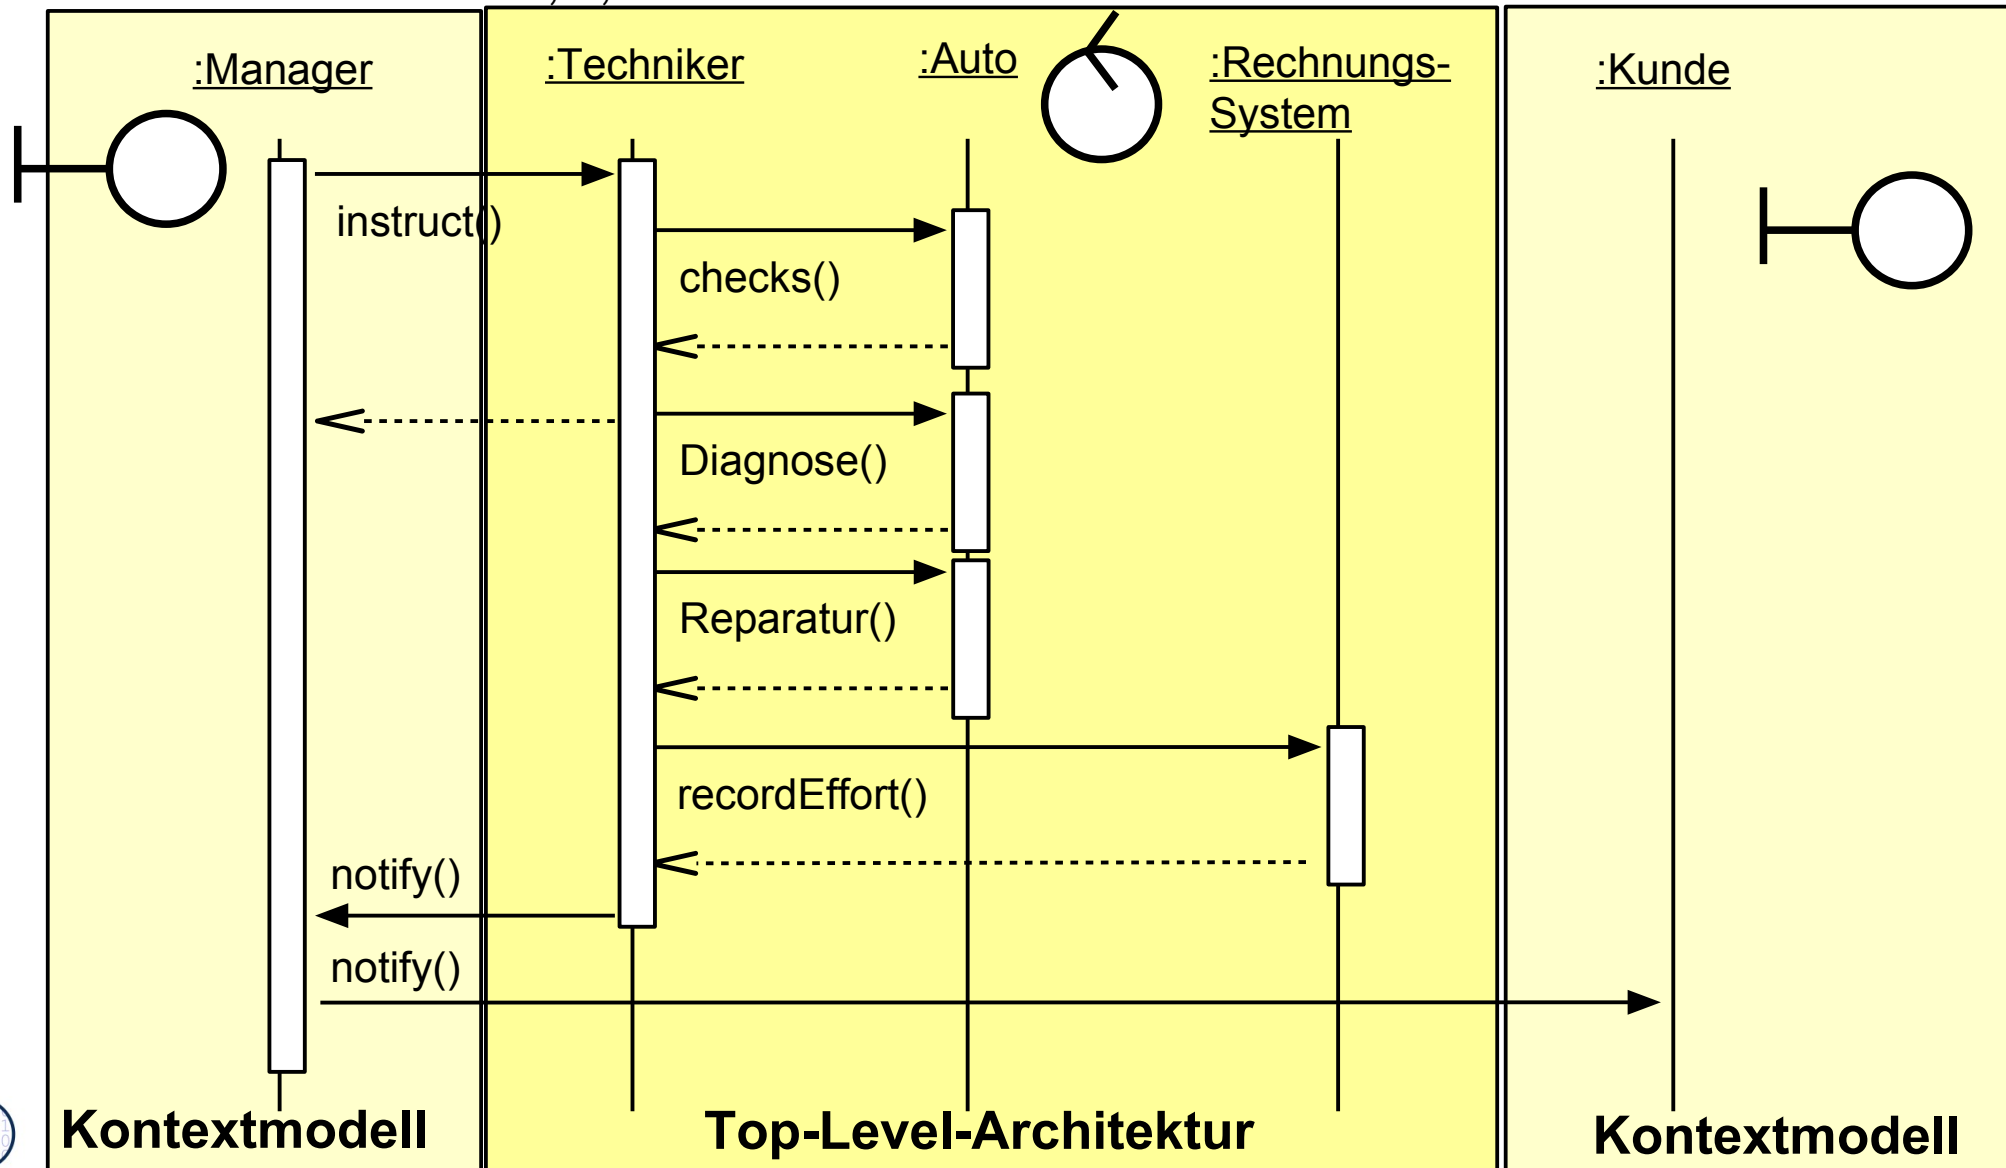 :Manager
:Techniker
:Auto
:Rechnungs-
System
:Kunde
instruct()
checks()
Diagnose()
Reparatur()
recordEffort()
notify()
notify()
Kontextmodell
Top-Level-Architektur
Kontextmodell